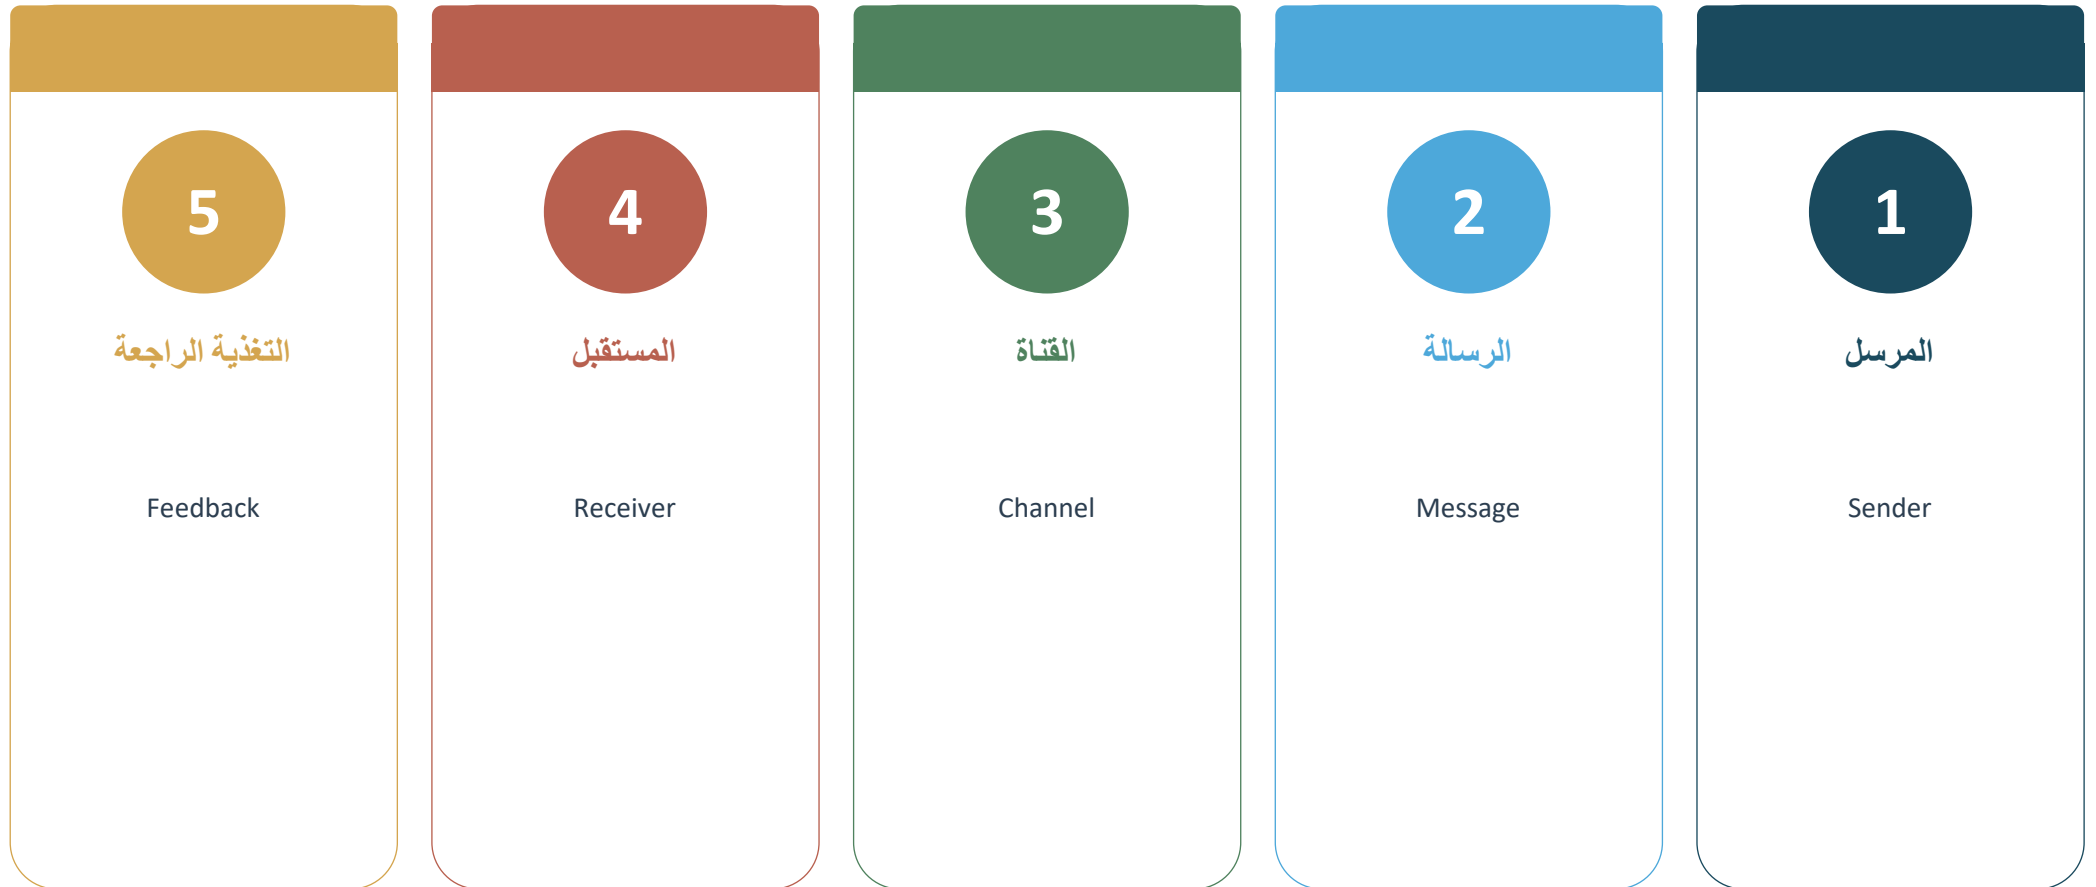 1
المرسل
Sender
2
الرسالة
Message
3
القناة
Channel
4
المستقبل
Receiver
5
التغذية الراجعة
Feedback